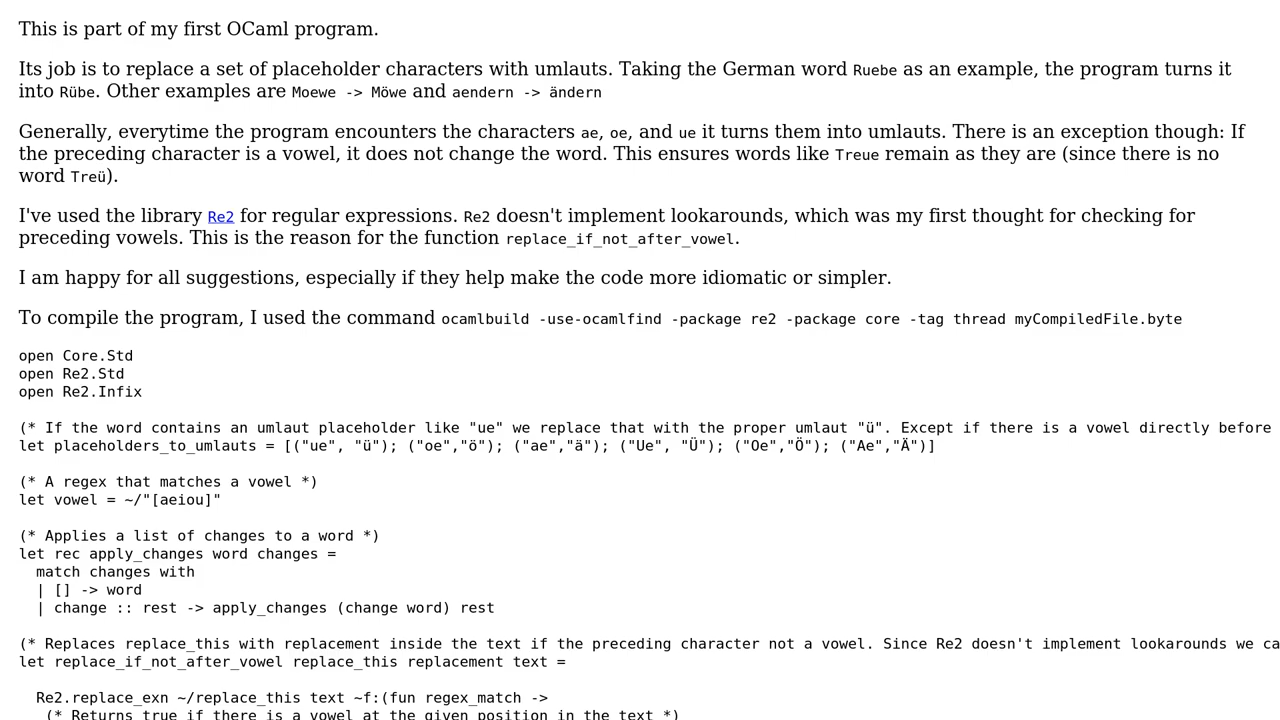 This is part of my first OCaml program.
Its job is to replace a set of placeholder characters with umlauts. Taking the German word Ruebe as an example, the program turns it
into Rübe. Other examples are Moewe -> Möwe and aendern -> ändern
Generally, everytime the program encounters the characters ae, oe, and ue it turns them into umlauts. There is an exception though: If
the preceding character is a vowel, it does not change the word. This ensures words like Treue remain as they are (since there is no
word Treü).
I've used the library Re2 for regular expressions. Re2 doesn't implement lookarounds, which was my first thought for checking for
preceding vowels. This is the reason for the function replace_if_not_after_vowel.
I am happy for all suggestions, especially if they help make the code more idiomatic or simpler.
To compile the program, I used the command ocamlbuild -use-ocamlfind -package re2 -package core -tag thread myCompiledFile.byte
open Core.Std
open Re2.Std
open Re2.Infix
(* If the word contains an umlaut placeholder like "ue" we replace that with the proper umlaut "ü". Except if there is a vowel directly before
let placeholders_to_umlauts = [("ue", "ü"); ("oe","ö"); ("ae","ä"); ("Ue", "Ü"); ("Oe","Ö"); ("Ae","Ä")]
(* A regex that matches a vowel *)
let vowel = ~/"[aeiou]"
(* Applies a list of changes to a word *)
let rec apply_changes word changes =
  match changes with
  | [] -> word
  | change :: rest -> apply_changes (change word) rest
(* Replaces replace_this with replacement inside the text if the preceding character not a vowel. Since Re2 doesn't implement lookarounds we ca
let replace_if_not_after_vowel replace_this replacement text =
  Re2.replace_exn ~/replace_this text ~f:(fun regex_match ->
   (* Returns true if there is a vowel at the given position in the text *)